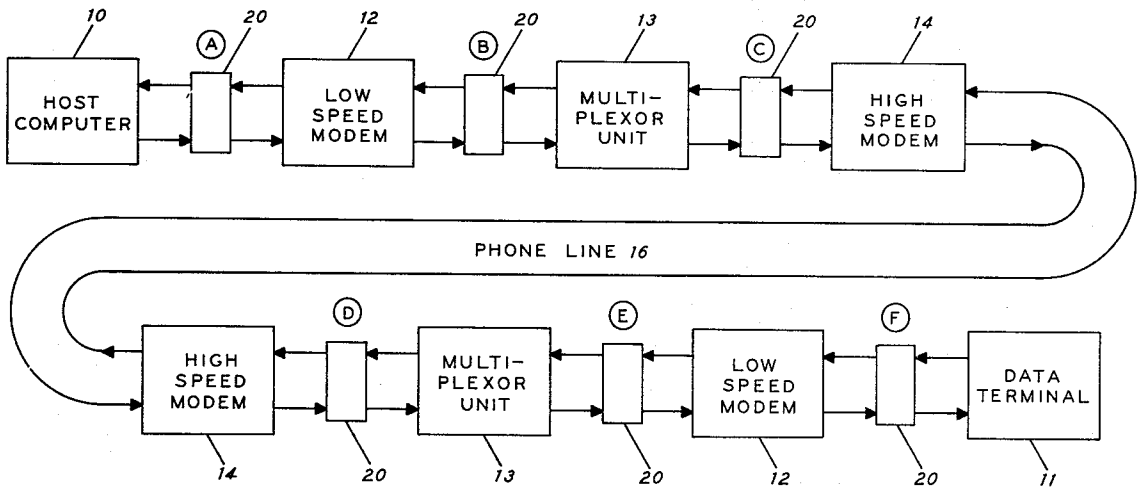 10 20 12 20 13 20 14
A B C
HOST
COMPUTER
LOW
SPEED
MODEM
MULTI-
PLEXOR
UNIT
HIGH
SPEED
MODEM
PHONE LINE 16
D E F
HIGH
SPEED
MODEM
MULTI-
PLEXOR
UNIT
LOW
SPEED
MODEM
DATA
TERMINAL
14 20 13 20 12 20 11